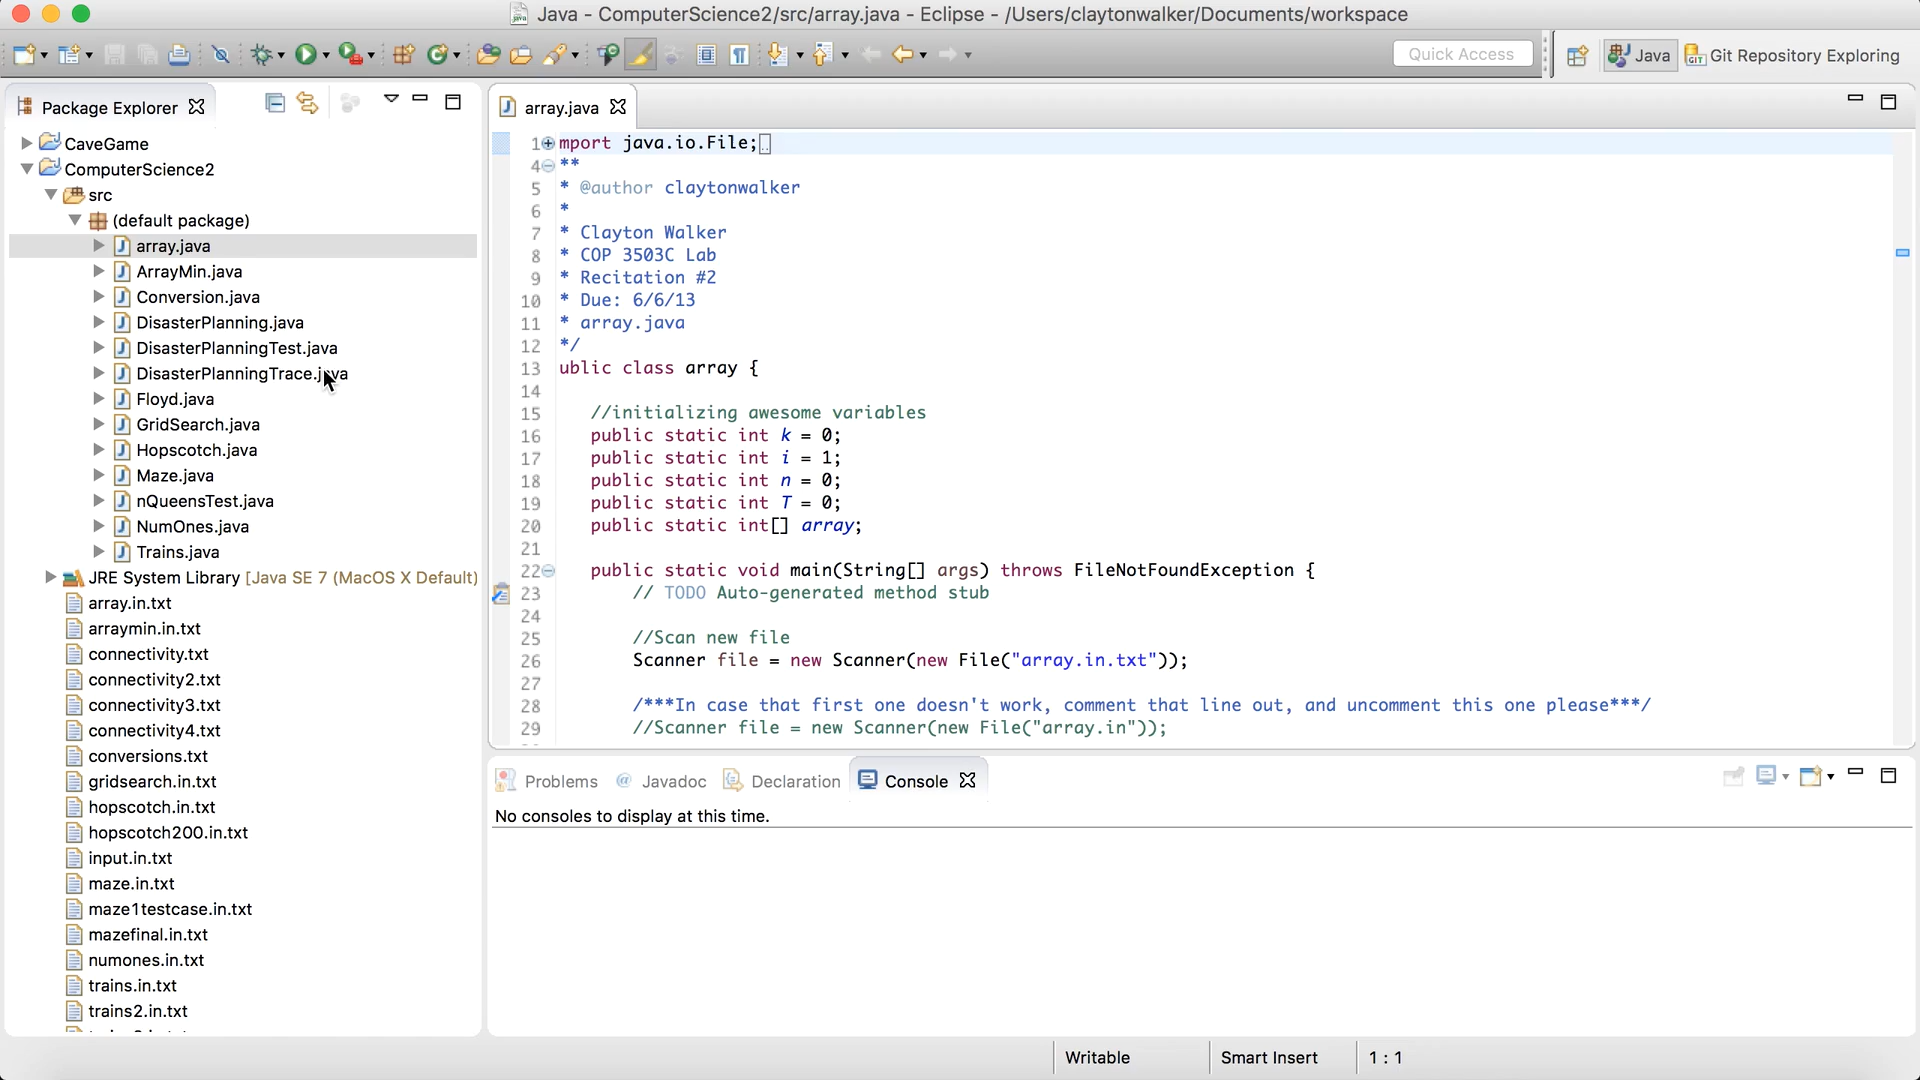 Java - ComputerScience2/src/array.java - Eclipse - /Users/claytonwalker/Documents/workspace
Quick Access
Java
Git Repository Exploring
Package Explorer
CaveGame
ComputerScience2
src
(default package)
array.java
ArrayMin.java
Conversion.java
DisasterPlanning.java
DisasterPlanningTest.java
DisasterPlanningTrace.java
Floyd.java
GridSearch.java
Hopscotch.java
Maze.java
nQueensTest.java
NumOnes.java
Trains.java
JRE System Library [Java SE 7 (MacOS X Default)
array.in.txt
arraymin.in.txt
connectivity.txt
connectivity2.txt
connectivity3.txt
connectivity4.txt
conversions.txt
gridsearch.in.txt
hopscotch.in.txt
hopscotch200.in.txt
input.in.txt
maze.in.txt
maze1testcase.in.txt
mazefinal.in.txt
numones.in.txt
trains.in.txt
trains2.in.txt
array.java
1 mport java.io.File;
4 **
5 * @author claytonwalker
6 *
7 * Clayton Walker
8 * COP 3503C Lab
9 * Recitation #2
10 * Due: 6/6/13
11 * array.java
12 */
13 ublic class array {
14
15 //initializing awesome variables
16 public static int k = 0;
17 public static int i = 1;
18 public static int n = 0;
19 public static int T = 0;
20 public static int[] array;
21
22 public static void main(String[] args) throws FileNotFoundException {
23 // TODO Auto-generated method stub
24
25 //Scan new file
26 Scanner file = new Scanner(new File("array.in.txt"));
27
28 /***In case that first one doesn't work, comment that line out, and uncomment this one please***/
29 //Scanner file = new Scanner(new File("array.in"));
Problems
Javadoc
Declaration
Console
No consoles to display at this time.
Writable
Smart Insert
1 : 1